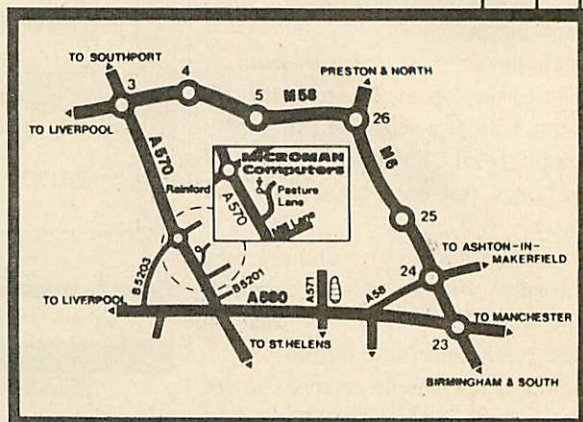 TO SOUTHPORT
3
4
5
M58
PRESTON & NORTH
26
TO LIVERPOOL
A570
M6
MICROMAN
Computers
Pasture
Lane
A570
Mill Lane
Rainford
25
TO ASHTON-IN-
MAKERFIELD
24
B5203
B5201
TO LIVERPOOL
A580
A571
A58
TO MANCHESTER
23
TO ST.HELENS
BIRMINGHAM & SOUTH